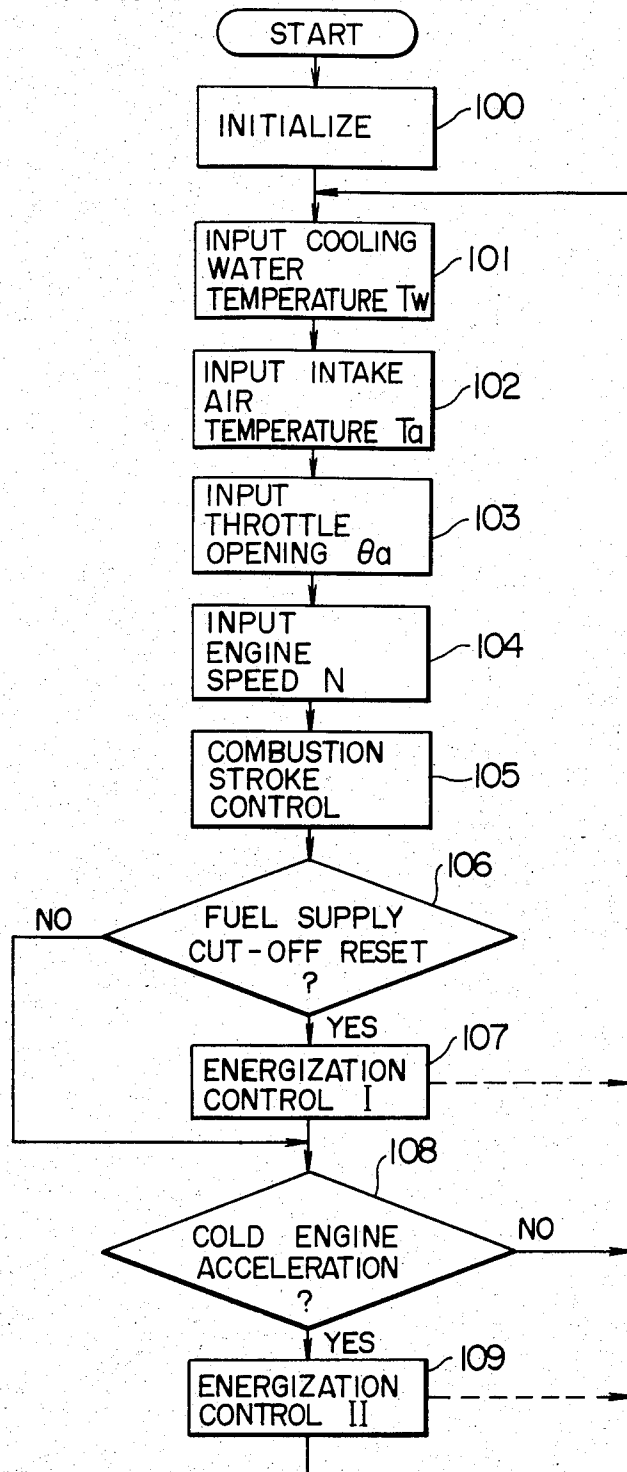 START
INITIALIZE
100
INPUT COOLING
WATER
TEMPERATURE Tw
101
INPUT INTAKE
AIR
TEMPERATURE Ta
102
INPUT
THROTTLE
OPENING θa
103
INPUT
ENGINE
SPEED N
104
COMBUSTION
STROKE
CONTROL
105
106
NO
FUEL SUPPLY
CUT-OFF RESET
?
YES
107
ENERGIZATION
CONTROL I
108
COLD ENGINE
ACCELERATION
?
NO
YES
109
ENERGIZATION
CONTROL II